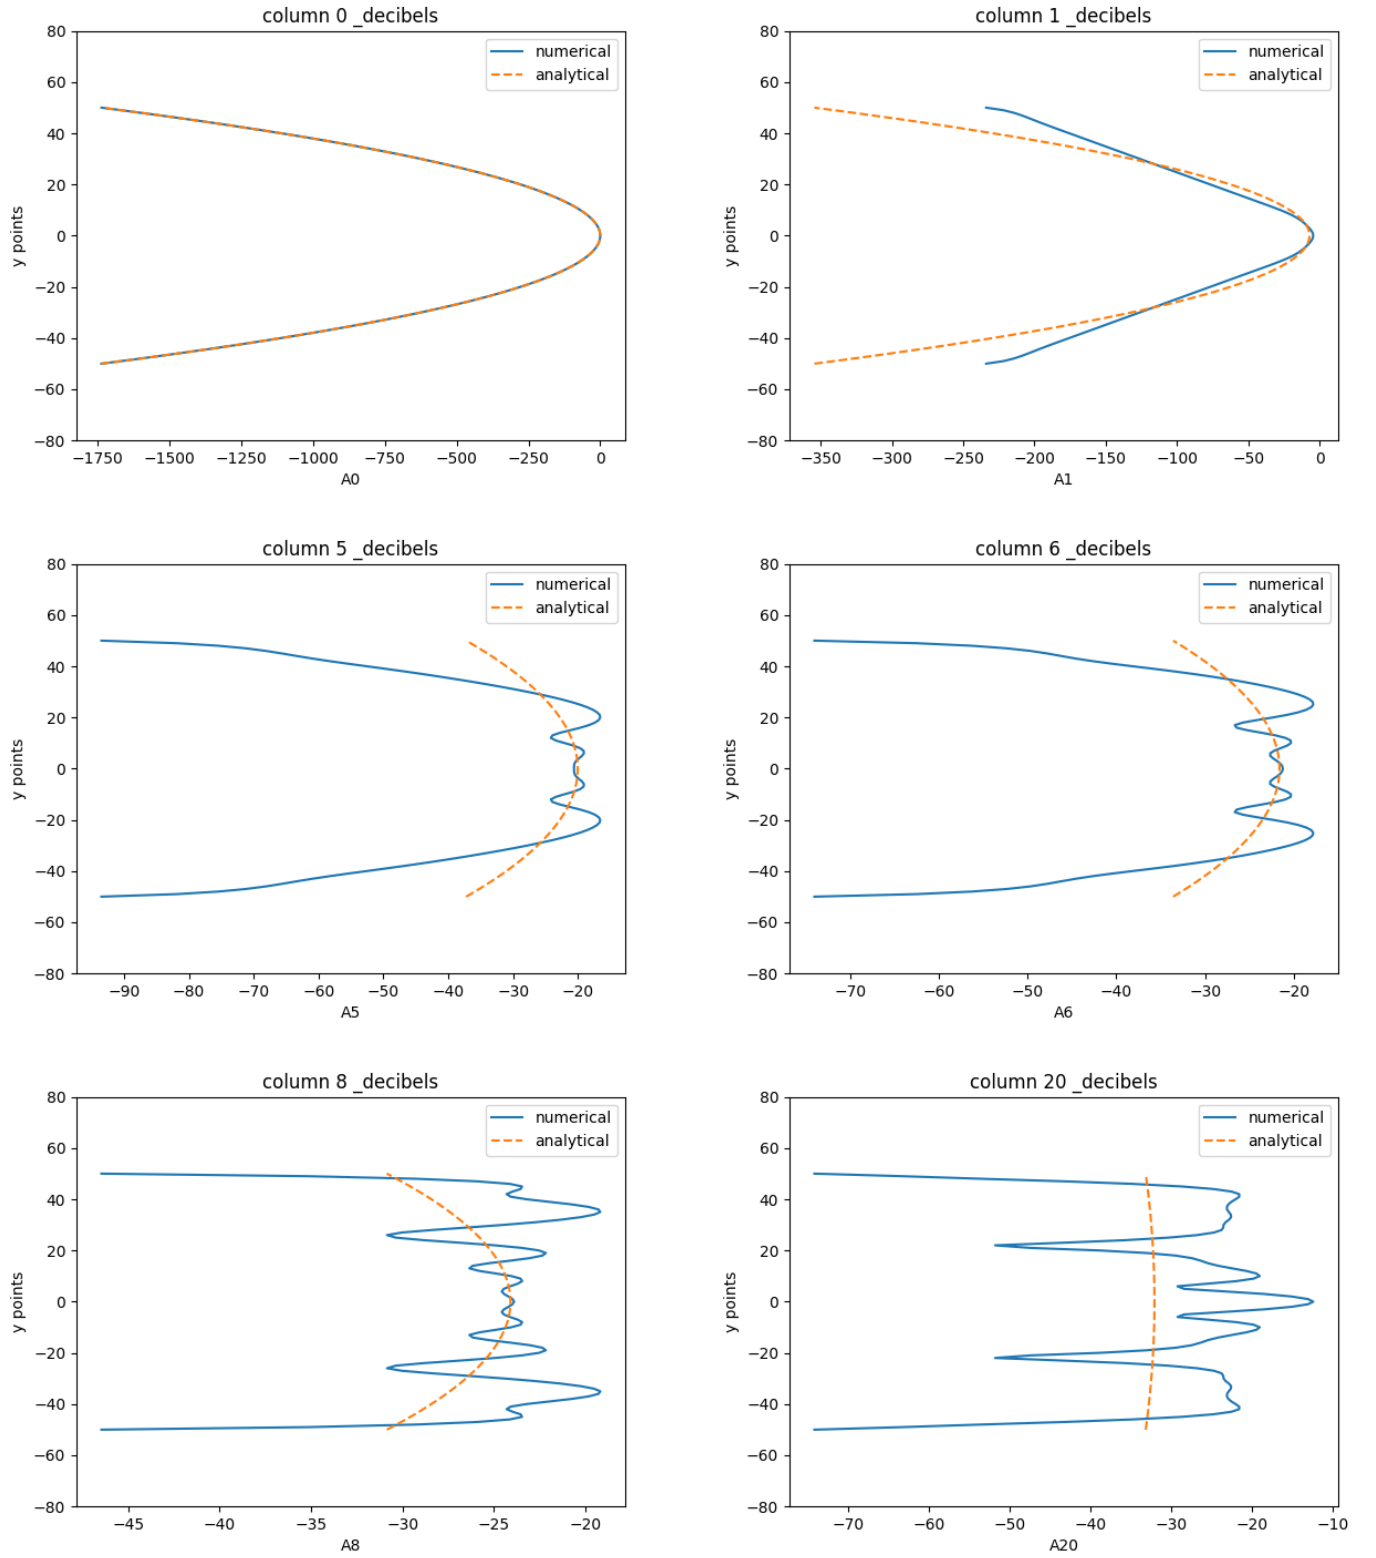 column 0 _decibels
80
60
40
20
0
−20
−40
−60
−80
y points
numerical
analytical
−1750 −1500 −1250 −1000 −750 −500 −250 0
A0
column 1 _decibels
80
60
40
20
0
−20
−40
−60
−80
y points
numerical
analytical
−350 −300 −250 −200 −150 −100 −50 0
A1
column 5 _decibels
80
60
40
20
0
−20
−40
−60
−80
y points
numerical
analytical
−90 −80 −70 −60 −50 −40 −30 −20
A5
column 6 _decibels
80
60
40
20
0
−20
−40
−60
−80
y points
numerical
analytical
−70 −60 −50 −40 −30 −20
A6
column 8 _decibels
80
60
40
20
0
−20
−40
−60
−80
y points
numerical
analytical
−45 −40 −35 −30 −25 −20
A8
column 20 _decibels
80
60
40
20
0
−20
−40
−60
−80
y points
numerical
analytical
−70 −60 −50 −40 −30 −20 −10
A20